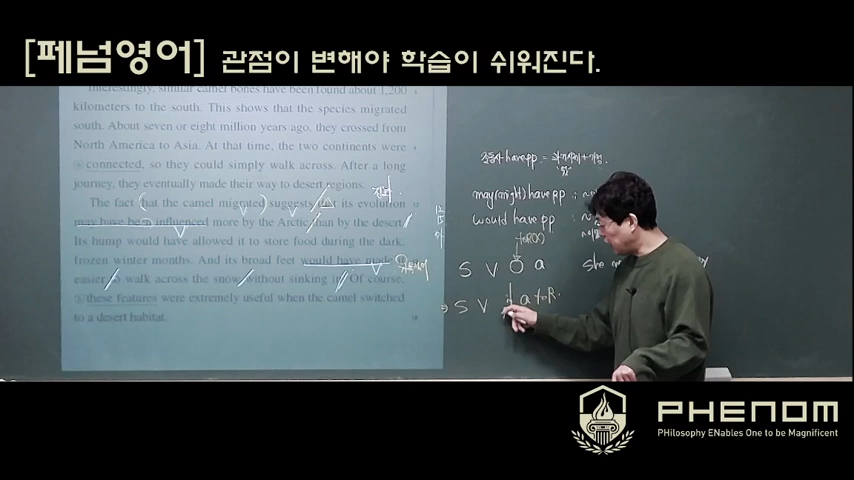 [페넘영어] 관점이 변해야 학습이 쉬워진다.
Interestingly, similar camel bones have been found about 1,200
kilometers to the south. This shows that the species migrated
south. About seven or eight million years ago, they crossed from
North America to Asia. At that time, the two continents were
ⓐconnected, so they could simply walk across. After a long
journey, they eventually made their way to desert regions.
The fact that the camel migrated suggests that its evolution
may have been influenced more by the Arctic than by the desert.
Its hump would have allowed it to store food during the dark,
frozen winter months. And its broad feet would have made
easier to walk across the snow without sinking in. Of course,
ⓑthese features were extremely useful when the camel switched
to a desert habitat.
조동사 have pp =
may(might) have pp :
would have pp :
toR(X)
S V O a
She
⇒ S V it a toR.
PHENOM
PHilosophy ENables One to be Magnificent